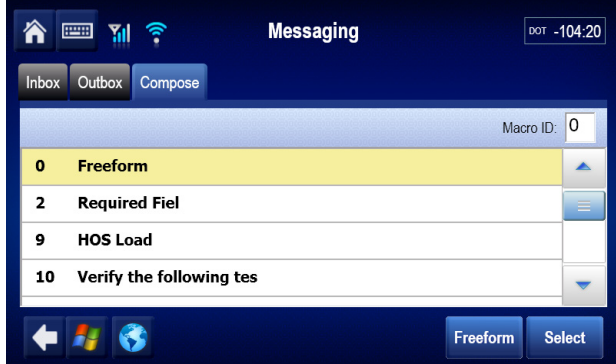 Messaging
DOT -104:20
Inbox Outbox Compose
Macro ID: 0
0 Freeform
2 Required Fiel
9 HOS Load
10 Verify the following tes
Freeform Select